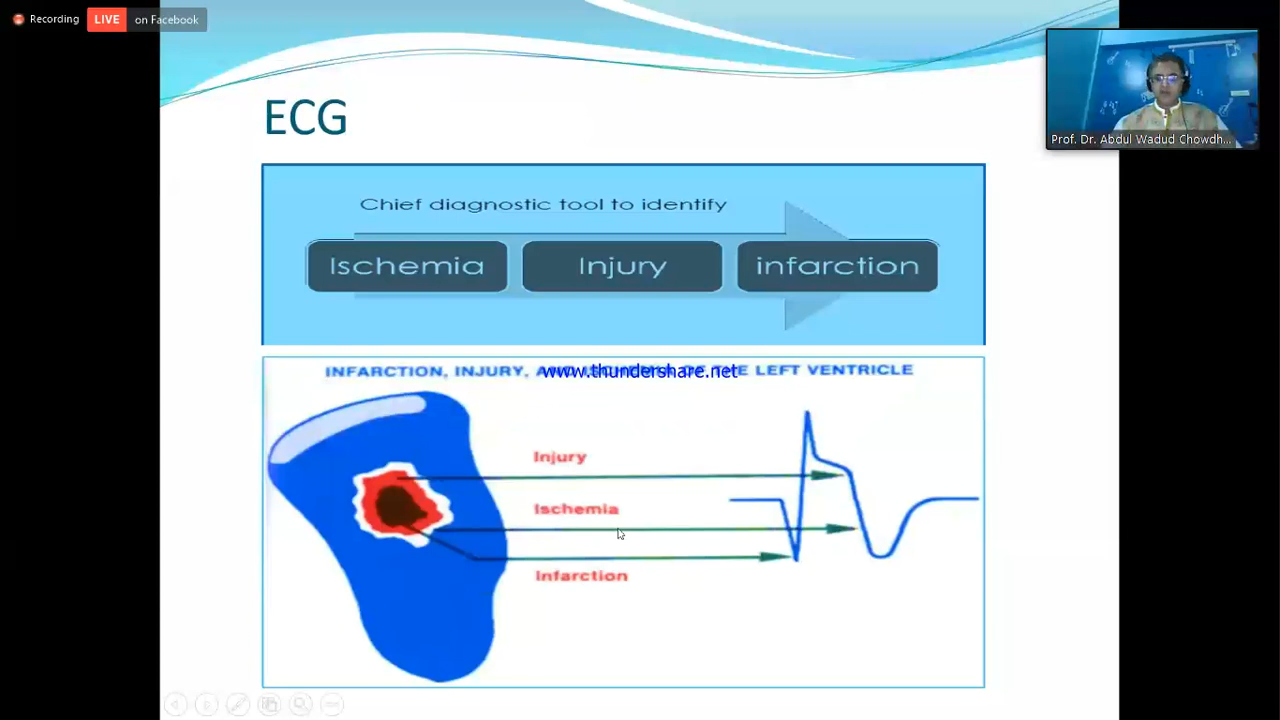 Recording
LIVE on Facebook
Prof. Dr. Abdul Wadud Chowdh...
ECG
Chief diagnostic tool to identify
Ischemia
Injury
infarction
INFARCTION, INJURY, AND ISCHEMIA OF THE LEFT VENTRICLE
www.thundershare.net
Injury
Ischemia
Infarction